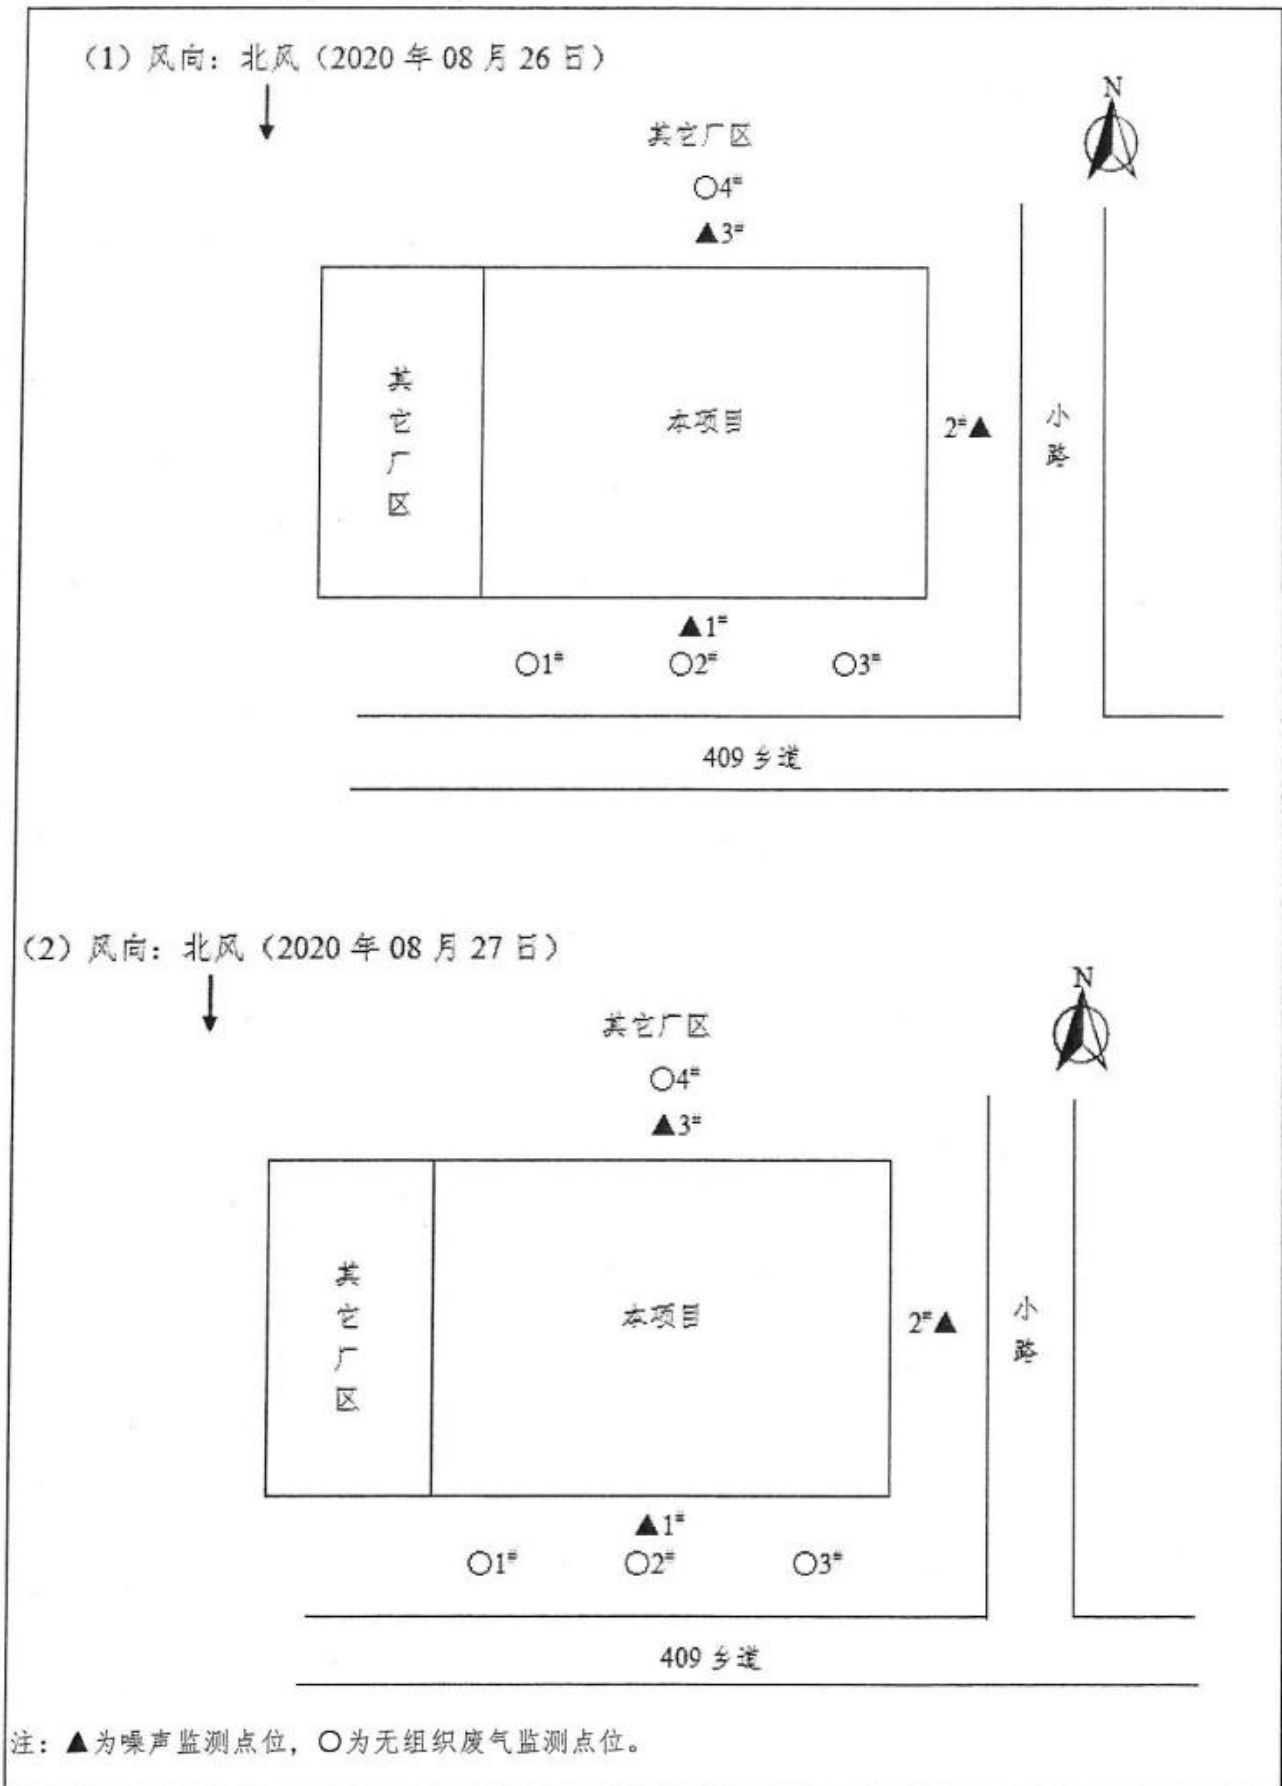 （1）风向：北风（2020 年 08 月 26 日）
N
其它厂区
○4#
▲3#
其它厂区
本项目
2#▲
小路
▲1#
○1#
○2#
○3#
409 乡道
（2）风向：北风（2020 年 08 月 27 日）
N
其它厂区
○4#
▲3#
其它厂区
本项目
2#▲
小路
▲1#
○1#
○2#
○3#
409 乡道
注：▲为噪声监测点位，○为无组织废气监测点位。